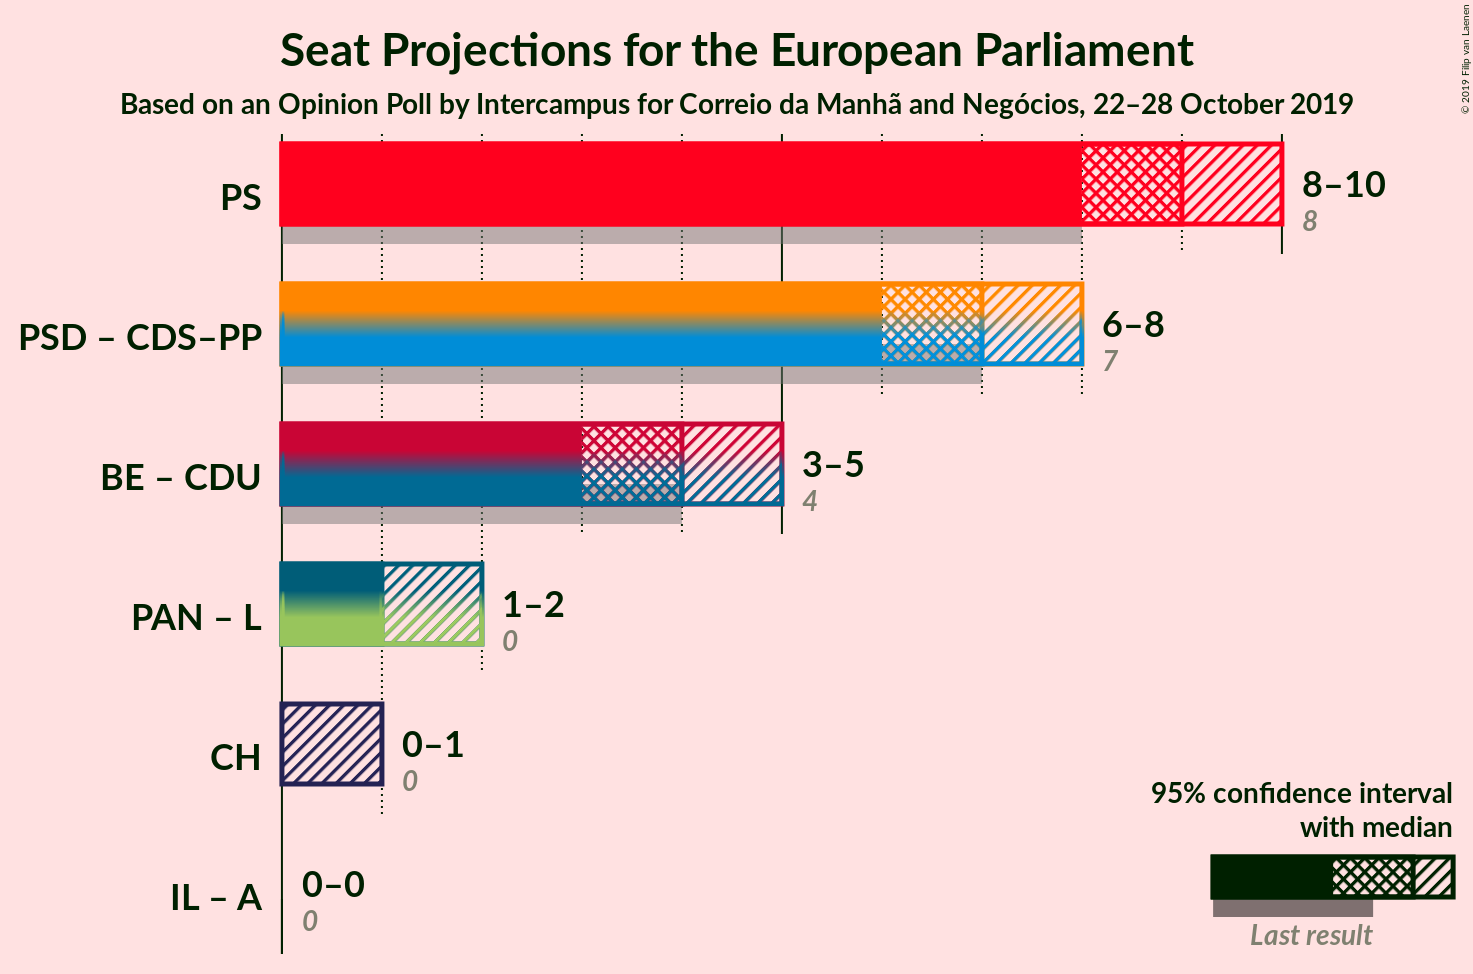 Seat Projections for the European Parliament
Based on an Opinion Poll by Intercampus for Correio da Manhã and Negócios, 22–28 October 2019
© 2019 Filip van Laenen
PS
8–10
8
PSD – CDS–PP
6–8
7
BE – CDU
3–5
4
PAN – L
1–2
0
CH
0–1
0
IL – A
0–0
0
95% confidence interval
with median
Last result